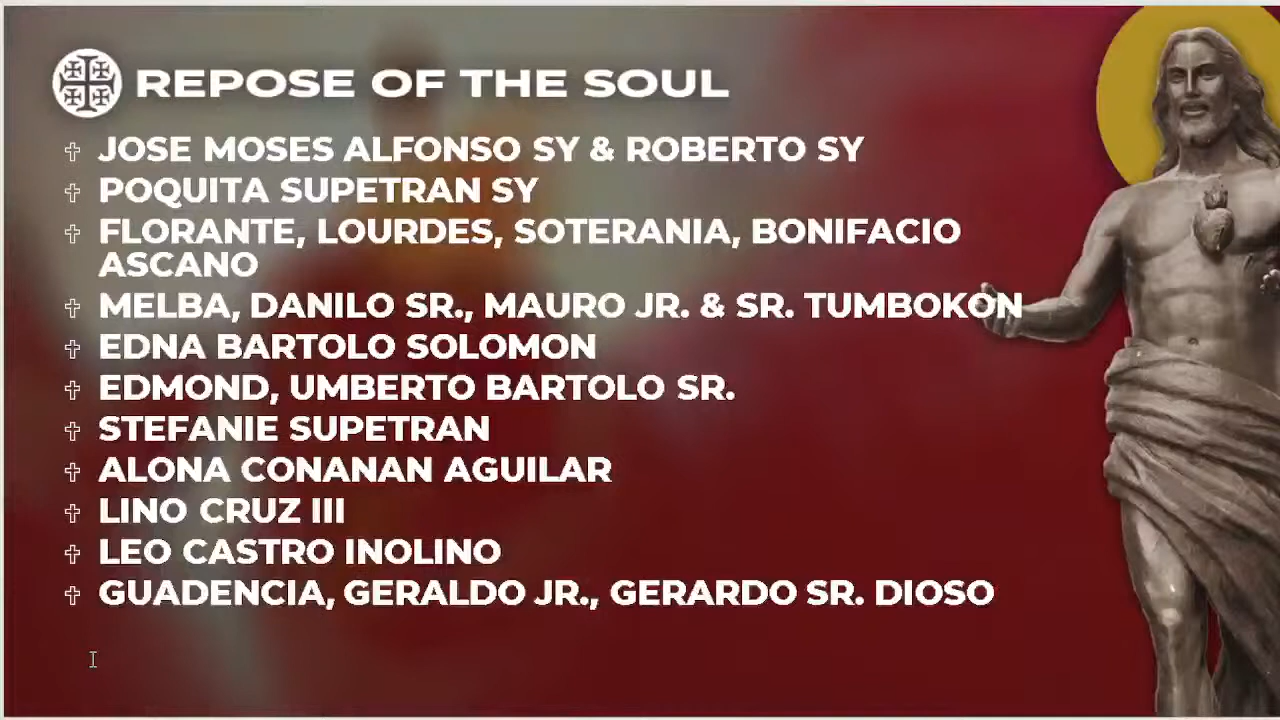 REPOSE OF THE SOUL
JOSE MOSES ALFONSO SY & ROBERTO SY
POQUITA SUPETRAN SY
FLORANTE, LOURDES, SOTERANIA, BONIFACIO
ASCANO
MELBA, DANILO SR., MAURO JR. & SR. TUMBOKON
EDNA BARTOLO SOLOMON
EDMOND, UMBERTO BARTOLO SR.
STEFANIE SUPETRAN
ALONA CONANAN AGUILAR
LINO CRUZ III
LEO CASTRO INOLINO
GUADENCIA, GERALDO JR., GERARDO SR. DIOSO